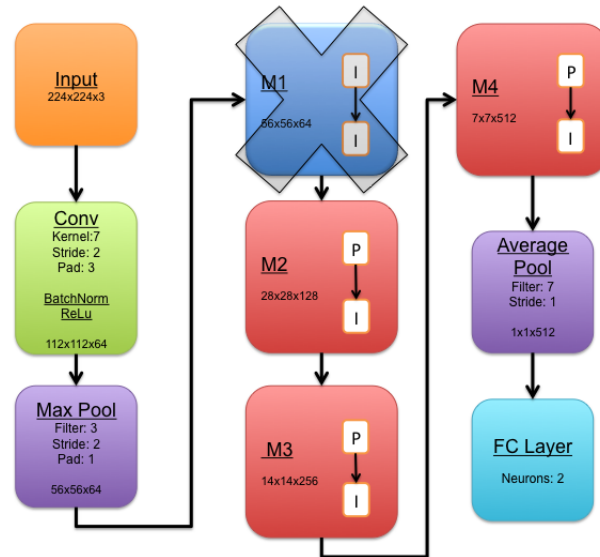 Input
224x224x3
Conv
Kernel:7
Stride: 2
Pad: 3
BatchNorm
ReLu
112x112x64
Max Pool
Filter: 3
Stride: 2
Pad: 1
56x56x64
M1
I
56x56x64
I
M2
P
28x28x128
I
M3
P
14x14x256
I
M4
P
7x7x512
I
Average
Pool
Filter: 7
Stride: 1
1x1x512
FC Layer
Neurons: 2